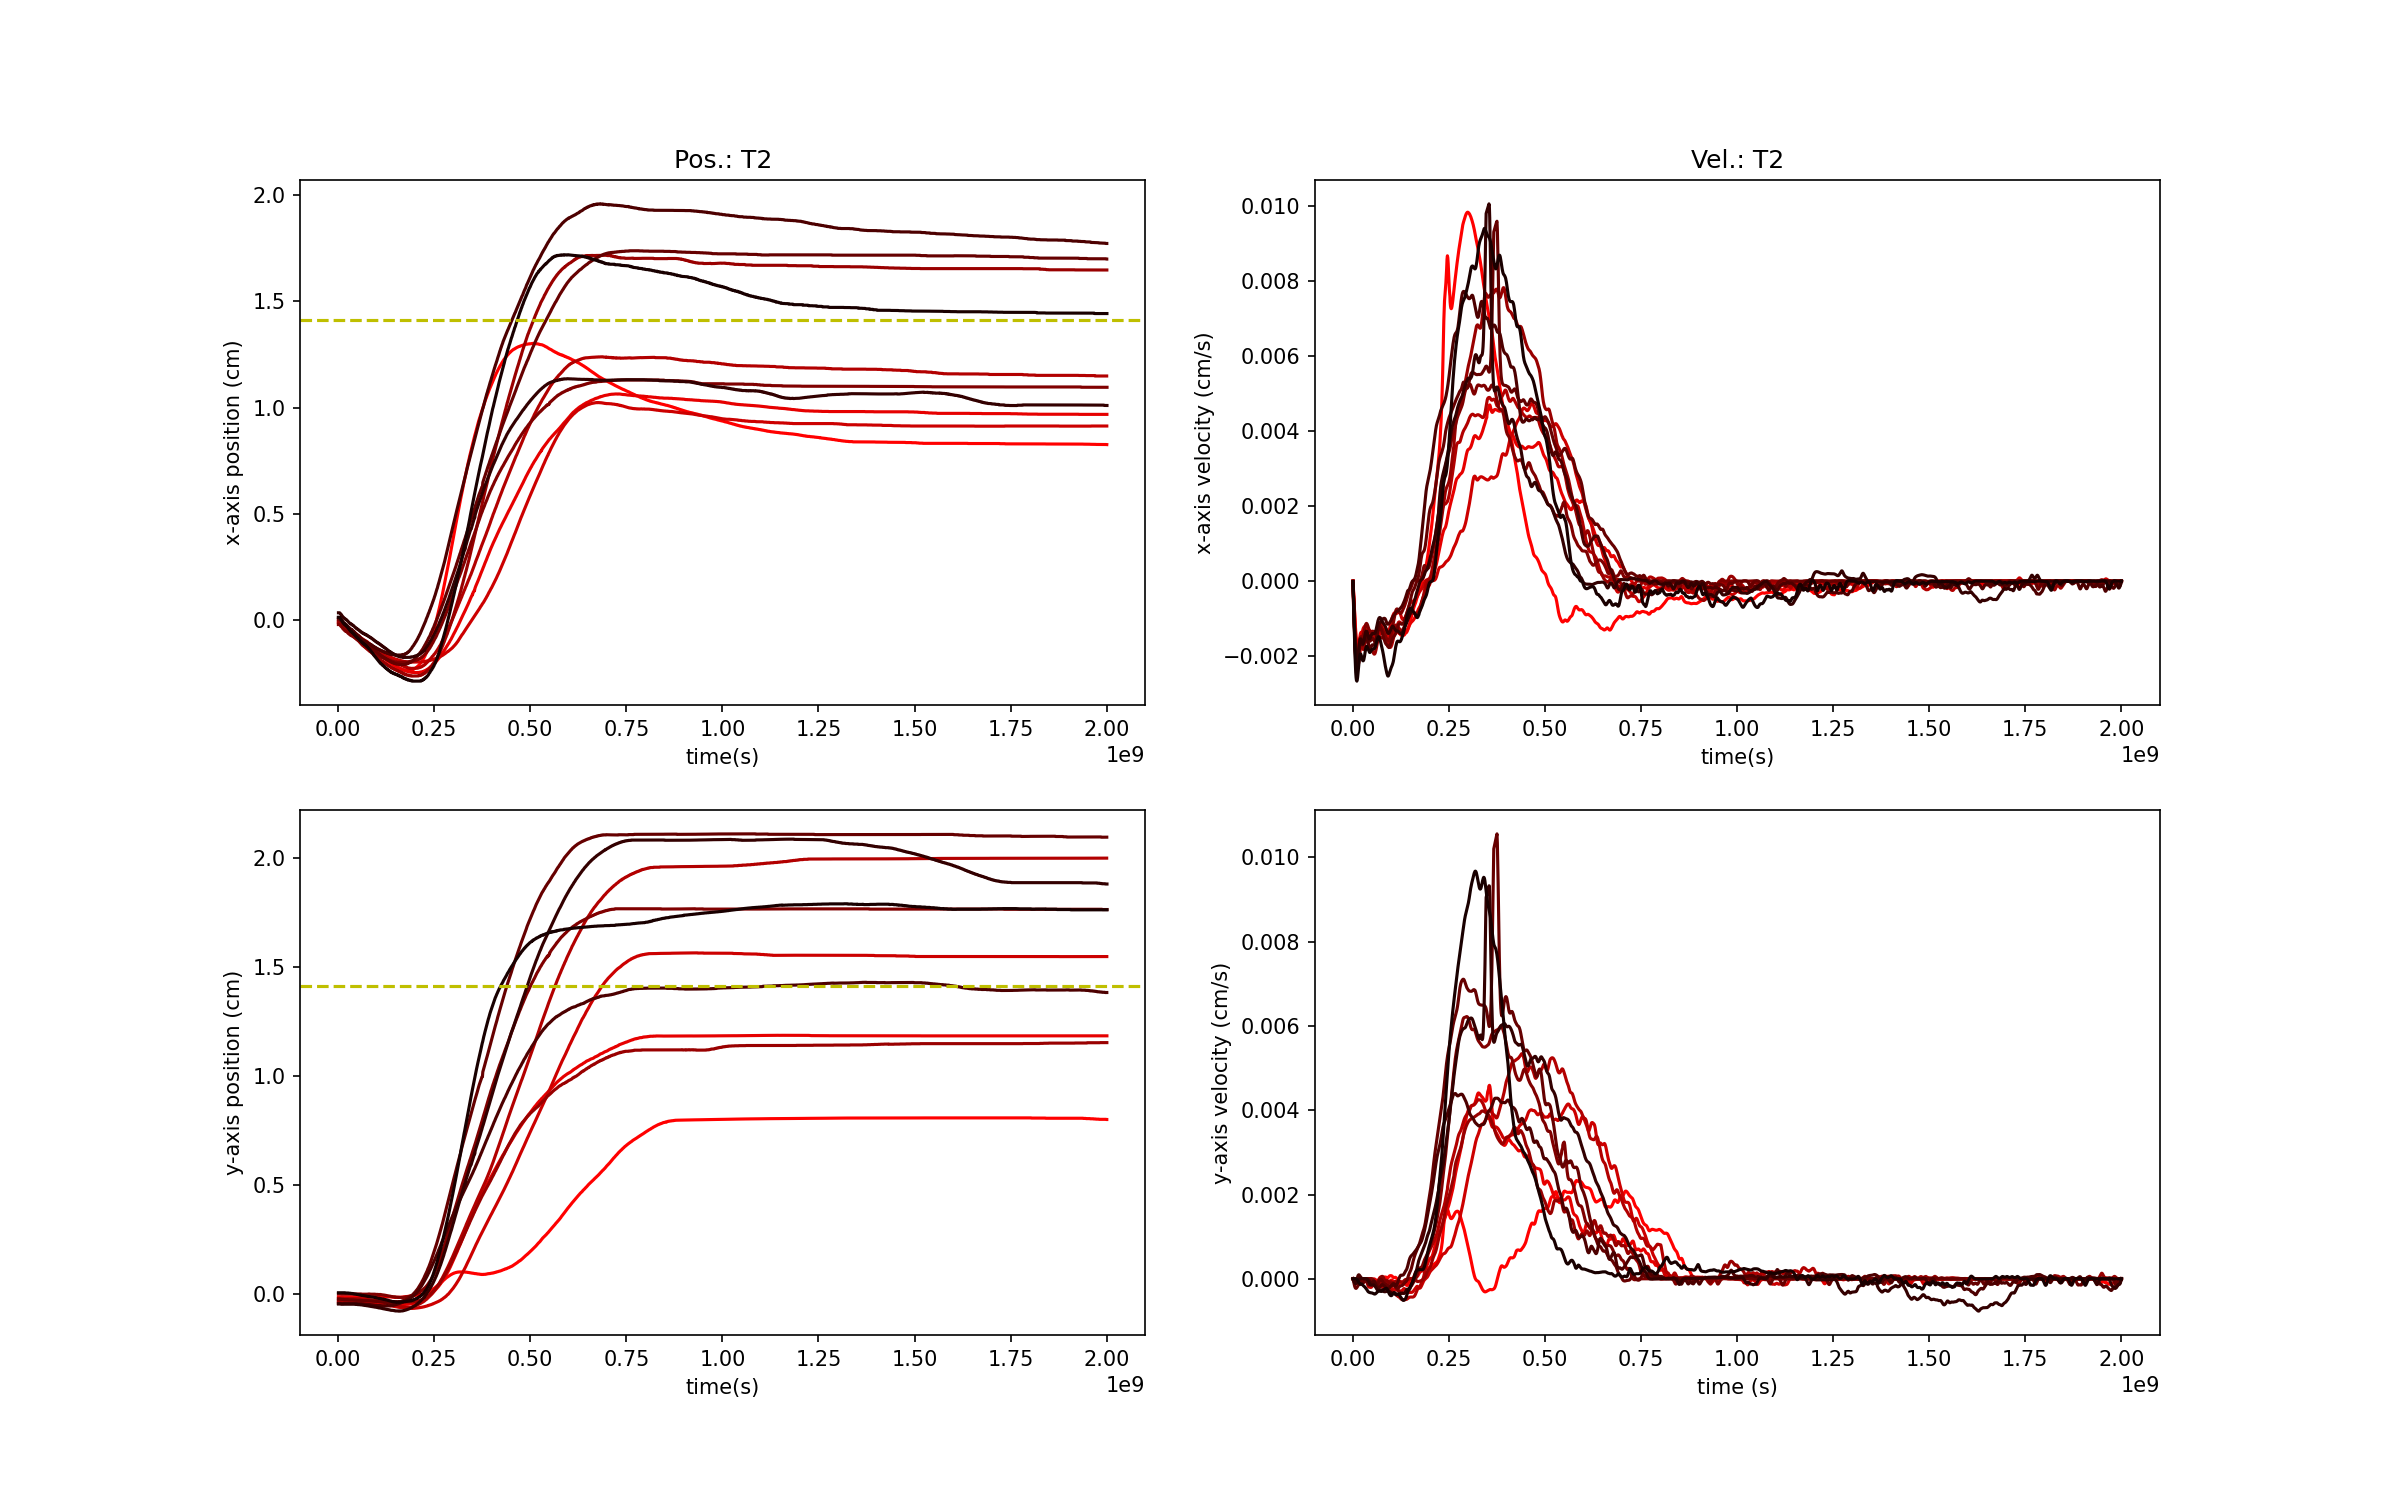 Pos.: T2
Vel.: T2
x-axis position (cm)
2.0
1.5
1.0
0.5
0.0
0.00 0.25 0.50 0.75 1.00 1.25 1.50 1.75 2.00
1e9
time(s)
x-axis velocity (cm/s)
0.010
0.008
0.006
0.004
0.002
0.000
−0.002
0.00 0.25 0.50 0.75 1.00 1.25 1.50 1.75 2.00
1e9
time(s)
y-axis position (cm)
2.0
1.5
1.0
0.5
0.0
0.00 0.25 0.50 0.75 1.00 1.25 1.50 1.75 2.00
1e9
time(s)
y-axis velocity (cm/s)
0.010
0.008
0.006
0.004
0.002
0.000
0.00 0.25 0.50 0.75 1.00 1.25 1.50 1.75 2.00
1e9
time (s)